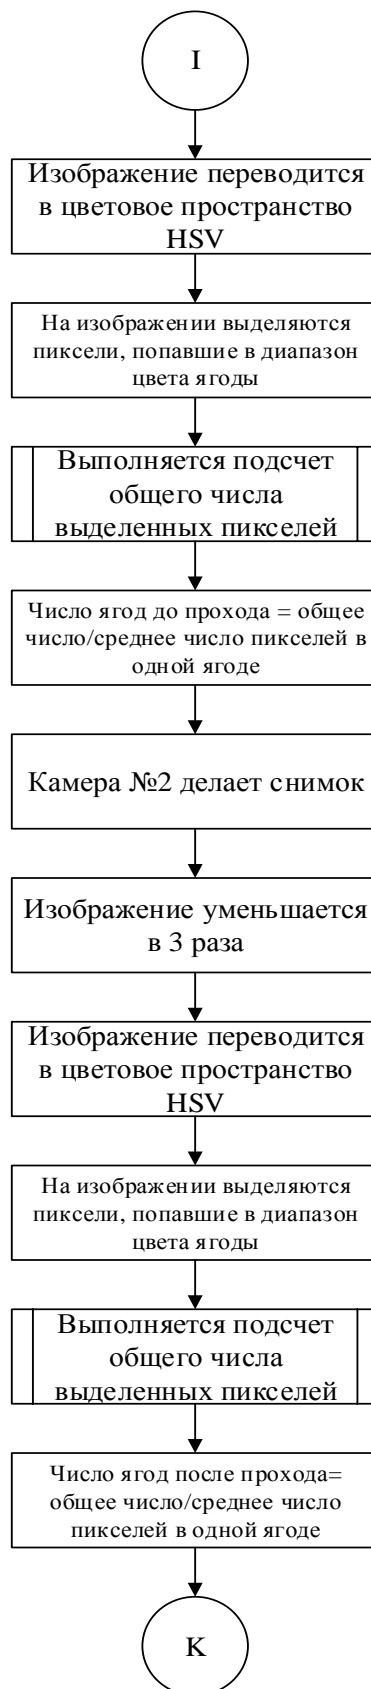 I
Изображение переводится
в цветовое пространство
HSV
На изображении выделяются
пиксели, попавшие в диапазон
цвета ягоды
Выполняется подсчет
общего числа
выделенных пикселей
Число ягод до прохода = общее
число/среднее число пикселей в
одной ягоде
Камера №2 делает снимок
Изображение уменьшается
в 3 раза
Изображение переводится
в цветовое пространство
HSV
На изображении выделяются
пиксели, попавшие в диапазон
цвета ягоды
Выполняется подсчет
общего числа
выделенных пикселей
Число ягод после прохода=
общее число/среднее число
пикселей в одной ягоде
K